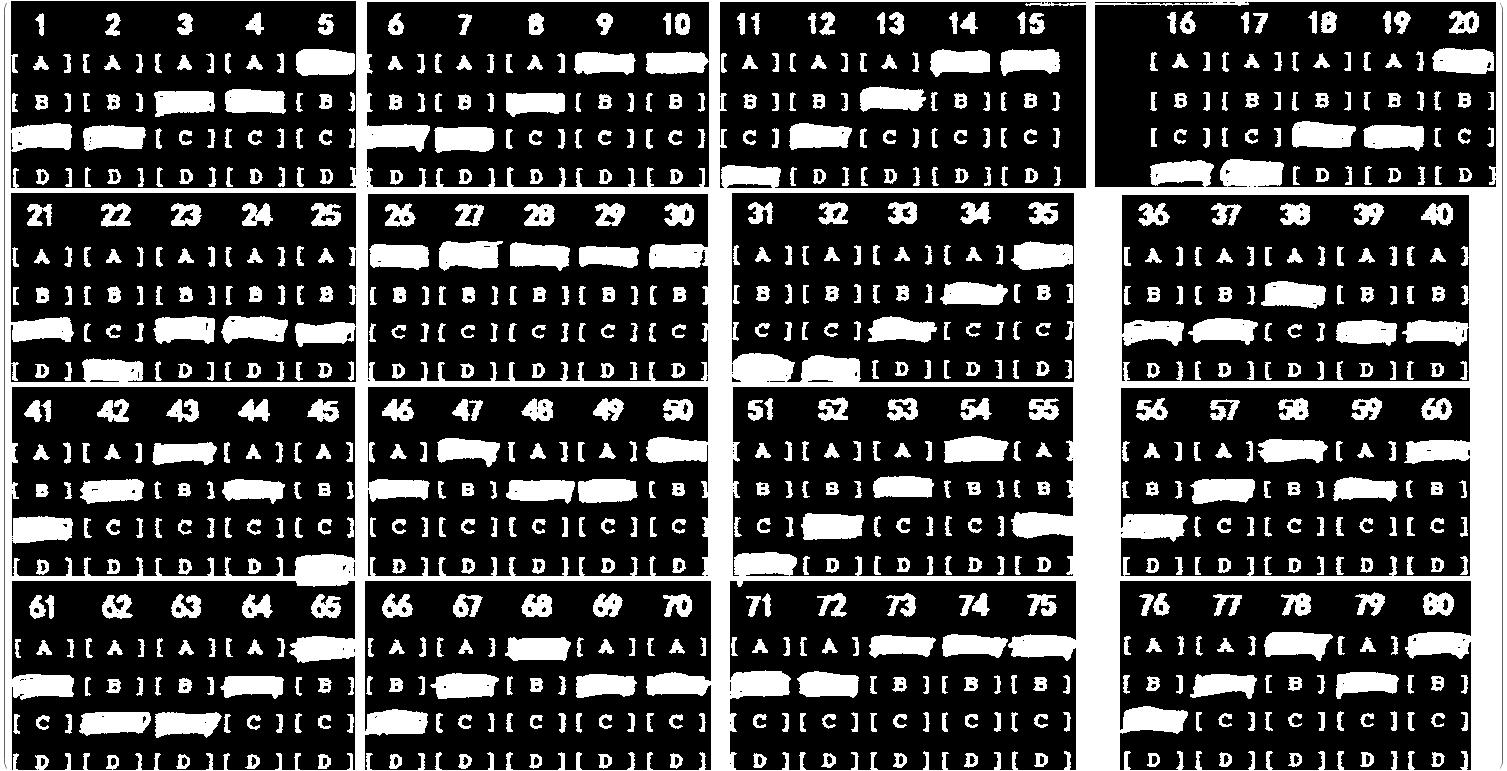 1 2 3 4 5 6 7 8 9 10 11 12 13 14 15 16 17 18 19 20
[A] [A] [A] [A] [A] [A] [A] [A] [A] [A] [A] [A] [A] [A]
[B] [B] [B] [B] [B] [B] [B] [B] [B] [B] [B] [B] [B] [B] [B] [B]
[C] [C] [C] [C] [C] [C] [C] [C] [C] [C] [C] [C] [C]
[D] [D] [D] [D] [D] [D] [D] [D] [D] [D] [D] [D] [D] [D] [D] [D] [D]
21 22 23 24 25 26 27 28 29 30 31 32 33 34 35 36 37 38 39 40
[A] [A] [A] [A] [A] [A] [A] [A] [A] [A] [A] [A] [A] [A]
[B] [B] [B] [B] [B] [B] [B] [B] [B] [B] [B] [B] [B] [B] [B] [B] [B] [B]
[C] [C] [C] [C] [C] [C] [C] [C] [C] [C] [C]
[D] [D] [D] [D] [D] [D] [D] [D] [D] [D] [D] [D] [D] [D] [D] [D] [D]
41 42 43 44 45 46 47 48 49 50 51 52 53 54 55 56 57 58 59 60
[A] [A] [A] [A] [A] [A] [A] [A] [A] [A] [A] [A] [A] [A]
[B] [B] [B] [B] [B] [B] [B] [B] [B] [B] [B] [B]
[C] [C] [C] [C] [C] [C] [C] [C] [C] [C] [C] [C] [C] [C] [C] [C]
[D] [D] [D] [D] [D] [D] [D] [D] [D] [D] [D] [D] [D] [D] [D] [D] [D] [D]
61 62 63 64 65 66 67 68 69 70 71 72 73 74 75 76 77 78 79 80
[A] [A] [A] [A] [A] [A] [A] [A] [A] [A] [A] [A] [A]
[B] [B] [B] [B] [B] [B] [B] [B] [B] [B] [B]
[C] [C] [C] [C] [C] [C] [C] [C] [C] [C] [C] [C] [C] [C] [C] [C]
[D] [D] [D] [D] [D] [D] [D] [D] [D] [D] [D] [D] [D] [D] [D] [D] [D] [D] [D] [D]